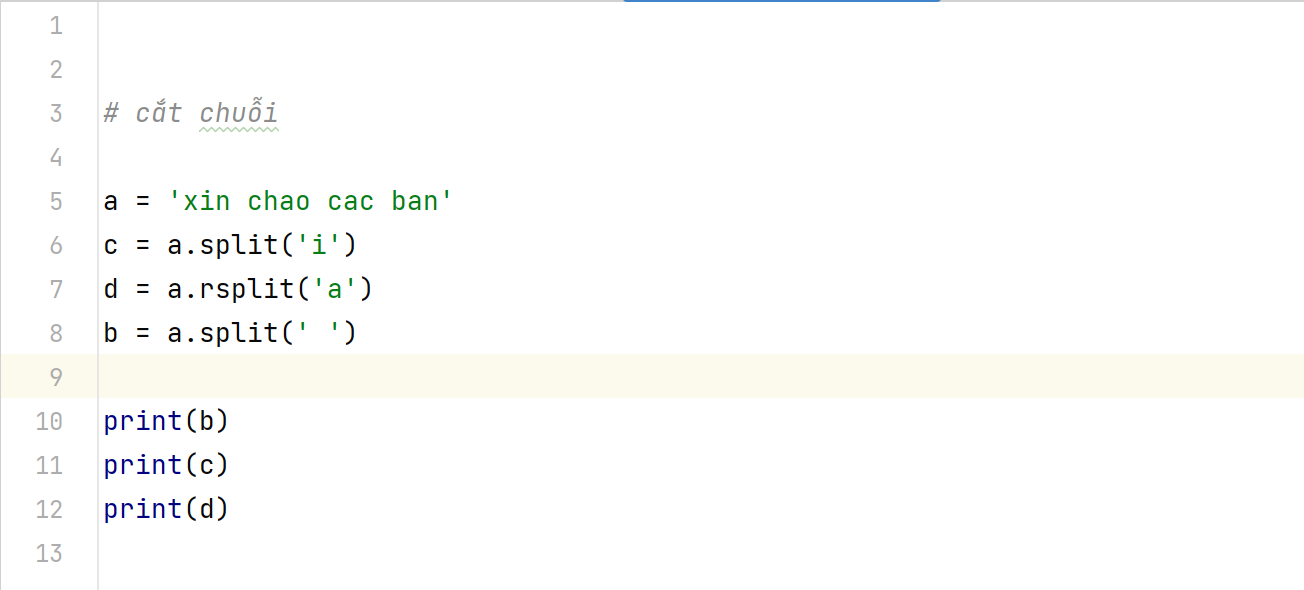 1
2
3 # cắt chuỗi
4
5 a = 'xin chao cac ban'
6 c = a.split('i')
7 d = a.rsplit('a')
8 b = a.split(' ')
9
10 print(b)
11 print(c)
12 print(d)
13